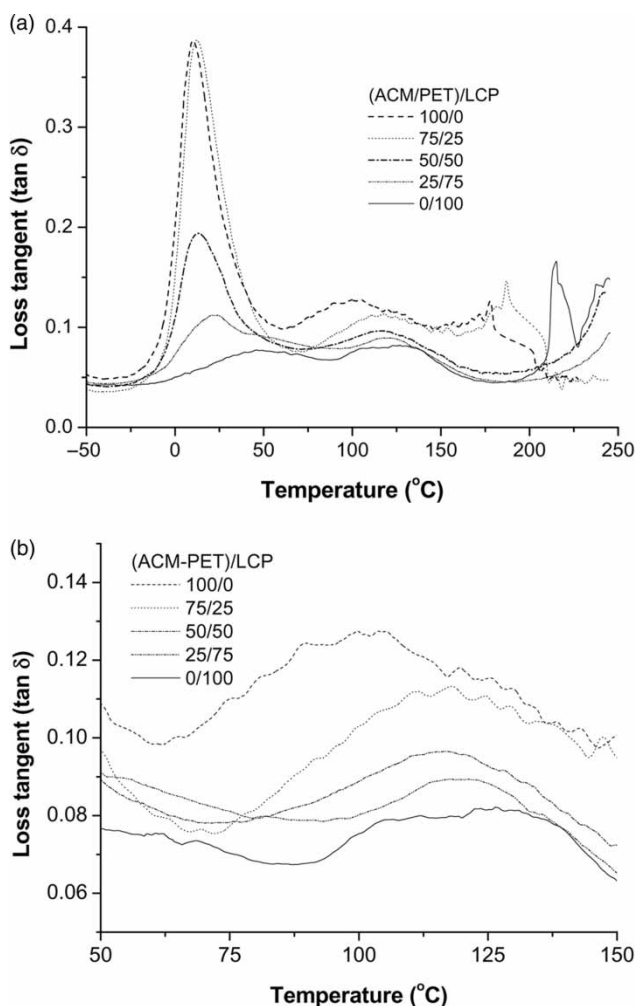 (a)
0.4
0.3
0.2
0.1
0.0
Loss tangent (tan δ)
(ACM/PET)/LCP
100/0
75/25
50/50
25/75
0/100
−50 0 50 100 150 200 250
Temperature (°C)
(b)
0.14
0.12
0.10
0.08
0.06
Loss tangent (tan δ)
(ACM-PET)/LCP
100/0
75/25
50/50
25/75
0/100
50 75 100 125 150
Temperature (°C)